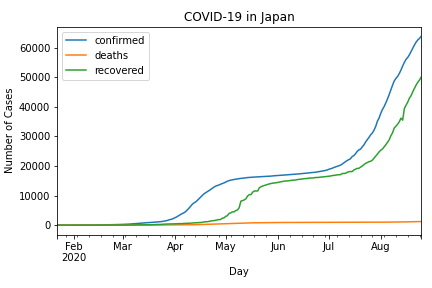 COVID-19 in Japan
confirmed
deaths
recovered
Number of Cases
60000
50000
40000
30000
20000
10000
0
Feb Mar Apr May Jun Jul Aug
2020
Day